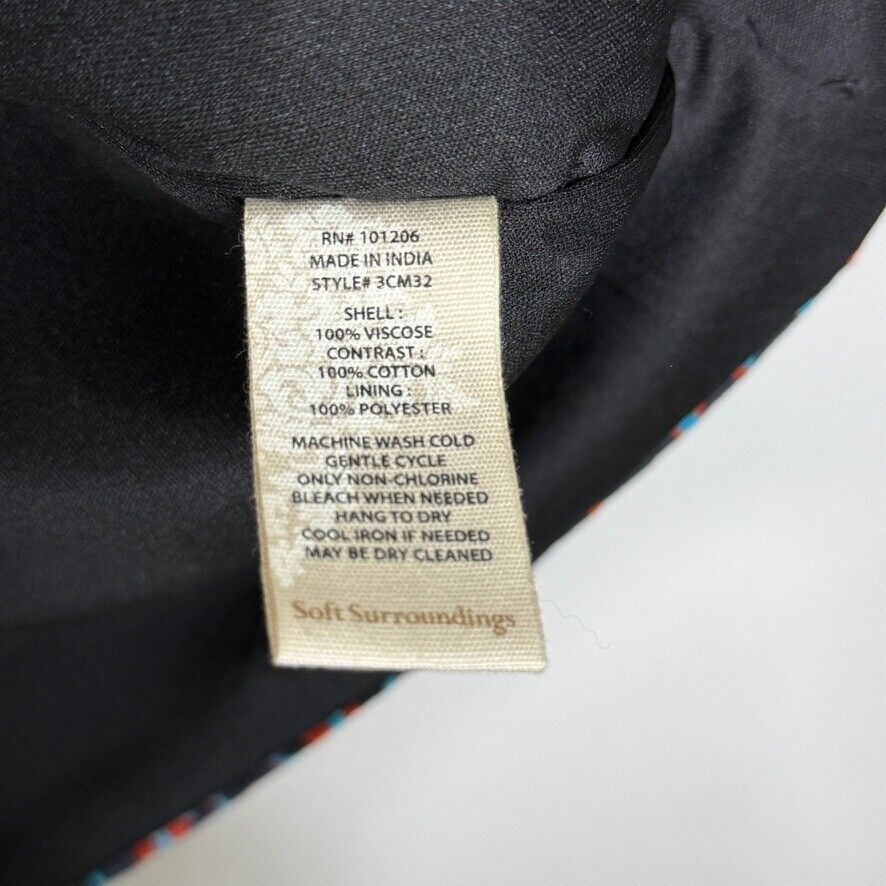 RN# 101206
MADE IN INDIA
STYLE# 3CM32
SHELL :
100% VISCOSE
CONTRAST :
100% COTTON
LINING :
100% POLYESTER
MACHINE WASH COLD
GENTLE CYCLE
ONLY NON-CHLORINE
BLEACH WHEN NEEDED
HANG TO DRY
COOL IRON IF NEEDED
MAY BE DRY CLEANED
Soft Surroundings